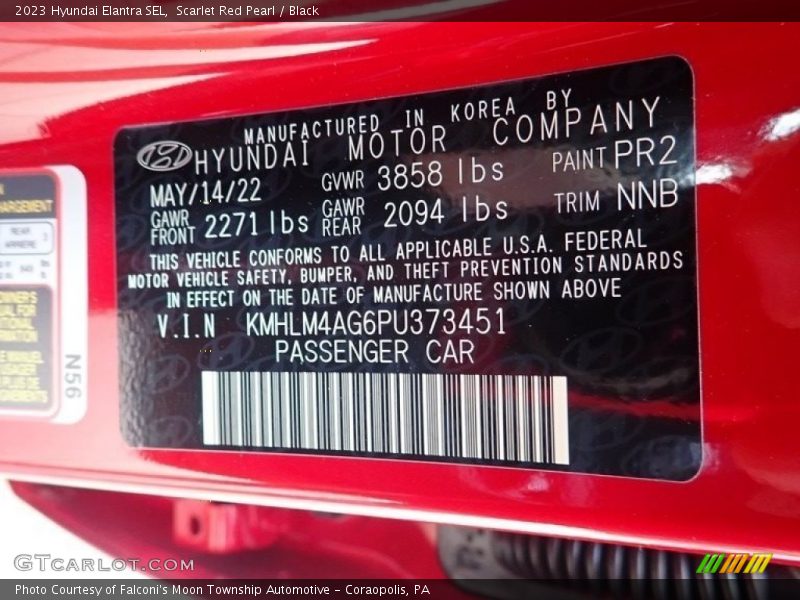 2023 Hyundai Elantra SEL, Scarlet Red Pearl / Black
MANUFACTURED IN KOREA BY
HYUNDAI MOTOR COMPANY
MAY/14/22 GVWR 3858 lbs PAINT PR2
GAWR FRONT 2271 lbs GAWR REAR 2094 lbs TRIM NNB
THIS VEHICLE CONFORMS TO ALL APPLICABLE U.S.A. FEDERAL
MOTOR VEHICLE SAFETY, BUMPER, AND THEFT PREVENTION STANDARDS
IN EFFECT ON THE DATE OF MANUFACTURE SHOWN ABOVE
V.I.N KMHLM4AG6PU373451
PASSENGER CAR
REAR
ARRIERE
N56
GTCARLOT.COM
Photo Courtesy of Falconi's Moon Township Automotive - Coraopolis, PA